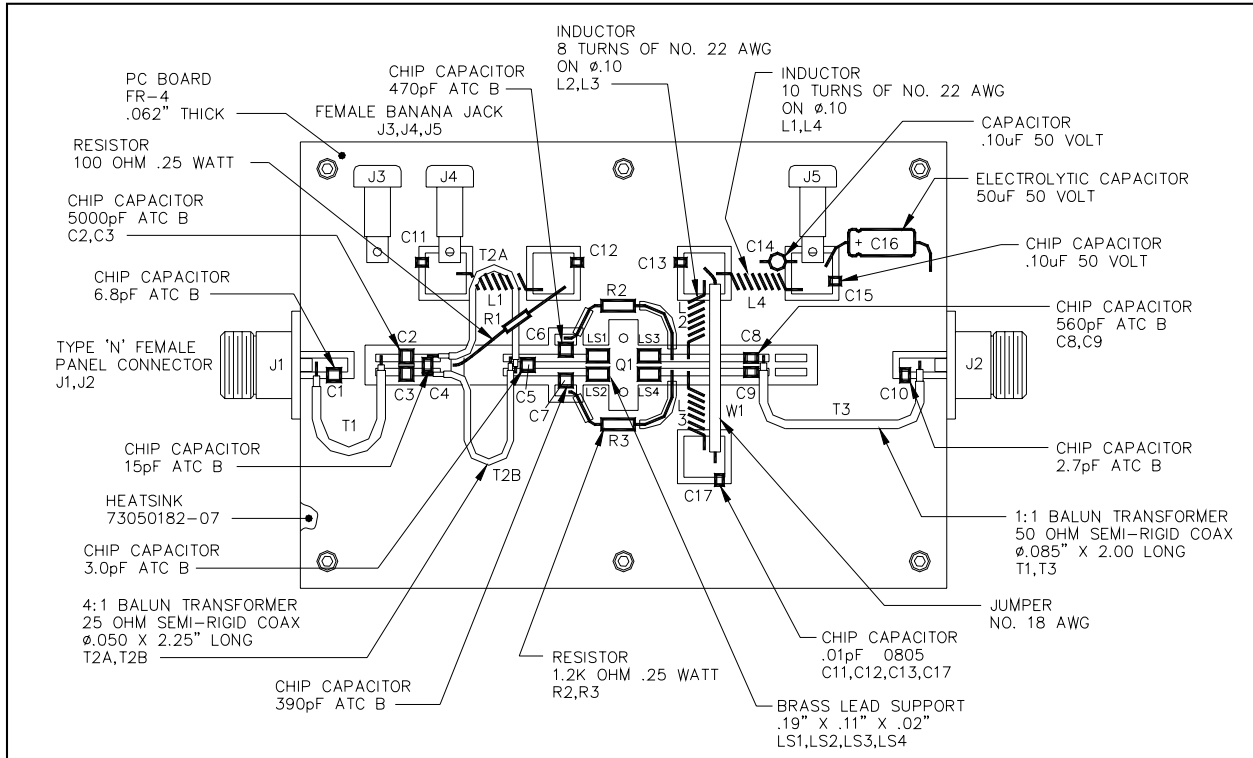 INDUCTOR
8 TURNS OF NO. 22 AWG
ON ø.10
L2,L3
INDUCTOR
10 TURNS OF NO. 22 AWG
ON ø.10
L1,L4
CHIP CAPACITOR
470pF ATC B
PC BOARD
FR-4
.062" THICK
FEMALE BANANA JACK
J3,J4,J5
CAPACITOR
.10uF 50 VOLT
RESISTOR
100 OHM .25 WATT
ELECTROLYTIC CAPACITOR
50uF 50 VOLT
CHIP CAPACITOR
5000pF ATC B
C2,C3
CHIP CAPACITOR
.10uF 50 VOLT
CHIP CAPACITOR
6.8pF ATC B
CHIP CAPACITOR
560pF ATC B
C8,C9
TYPE 'N' FEMALE
PANEL CONNECTOR
J1,J2
J3
J4
J5
C11
T2A
C12
C13
C14
+ C16
C15
L1
R1
R2
L4
L2
C2
C6
LS1
LS3
C8
J1
C1
C3
C4
C5
Q1
C9
C10
J2
T1
C7
LS2
LS4
L3
W1
T3
R3
T2B
C17
CHIP CAPACITOR
15pF ATC B
CHIP CAPACITOR
2.7pF ATC B
HEATSINK
73050182-07
1:1 BALUN TRANSFORMER
50 OHM SEMI-RIGID COAX
ø.085" X 2.00 LONG
T1,T3
CHIP CAPACITOR
3.0pF ATC B
4:1 BALUN TRANSFORMER
25 OHM SEMI-RIGID COAX
ø.050 X 2.25" LONG
T2A,T2B
JUMPER
NO. 18 AWG
CHIP CAPACITOR
.01pF 0805
C11,C12,C13,C17
RESISTOR
1.2K OHM .25 WATT
R2,R3
CHIP CAPACITOR
390pF ATC B
BRASS LEAD SUPPORT
.19" X .11" X .02"
LS1,LS2,LS3,LS4